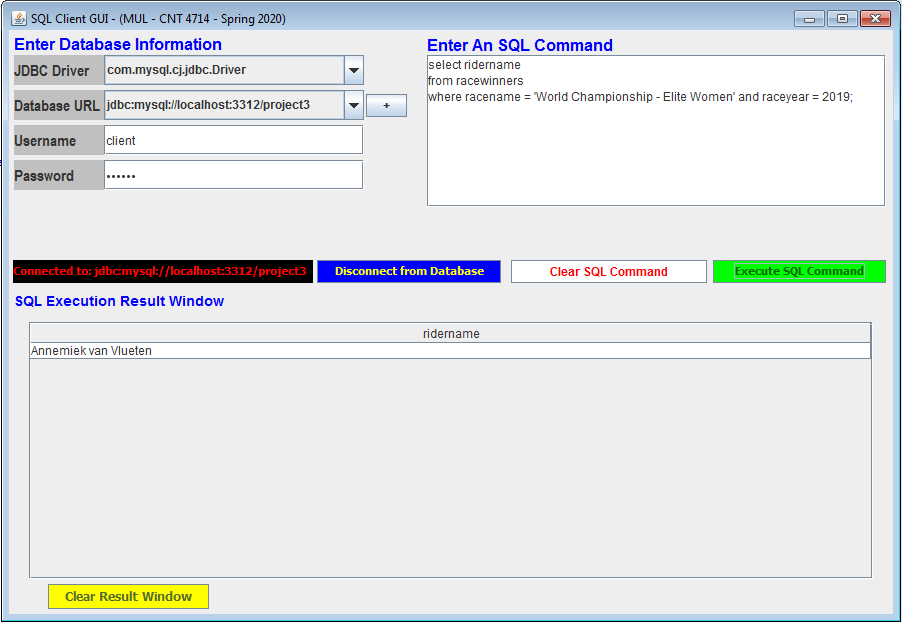 SQL Client GUI - (MUL - CNT 4714 - Spring 2020)
Enter Database Information
JDBC Driver com.mysql.cj.jdbc.Driver
Database URL jdbc:mysql://localhost:3312/project3 +
Username client
Password ••••••
Enter An SQL Command
select ridername
from racewinners
where racename = 'World Championship - Elite Women' and raceyear = 2019;
Connected to: jdbc:mysql://localhost:3312/project3 Disconnect from Database Clear SQL Command Execute SQL Command
SQL Execution Result Window
ridername
Annemiek van Vlueten
Clear Result Window